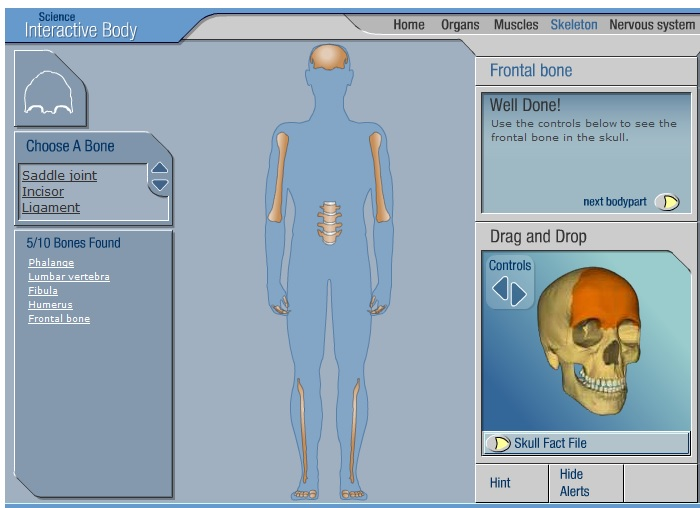 Science
Interactive Body
Home Organs Muscles Skeleton Nervous system
Choose A Bone
Saddle joint
Incisor
Ligament
5/10 Bones Found
Phalange
Lumbar vertebra
Fibula
Humerus
Frontal bone
Frontal bone
Well Done!
Use the controls below to see the
frontal bone in the skull.
next bodypart
Drag and Drop
Controls
Skull Fact File
Hint
Hide
Alerts